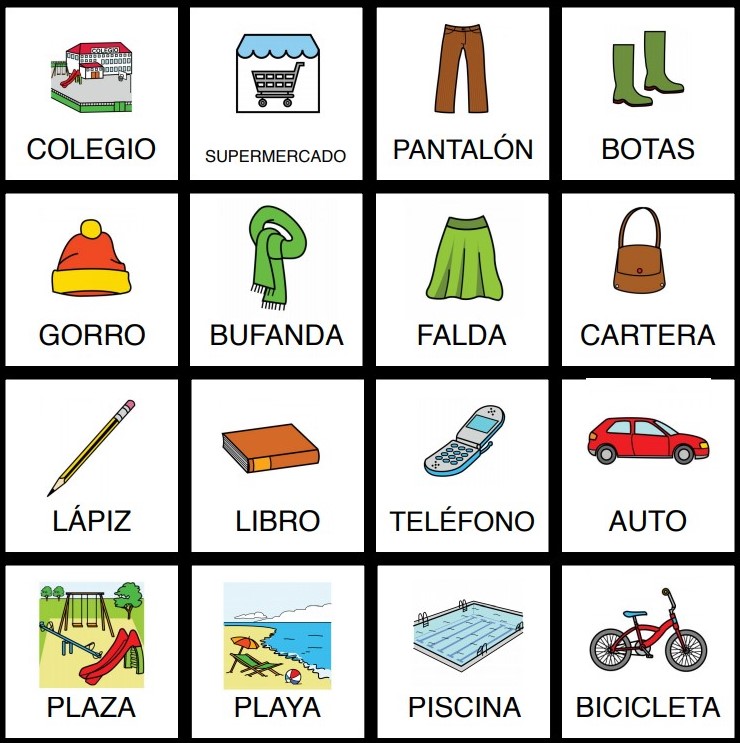 COLEGIO
COLEGIO
SUPERMERCADO
PANTALÓN
BOTAS
GORRO
BUFANDA
FALDA
CARTERA
LÁPIZ
LIBRO
TELÉFONO
AUTO
PLAZA
PLAYA
PISCINA
BICICLETA